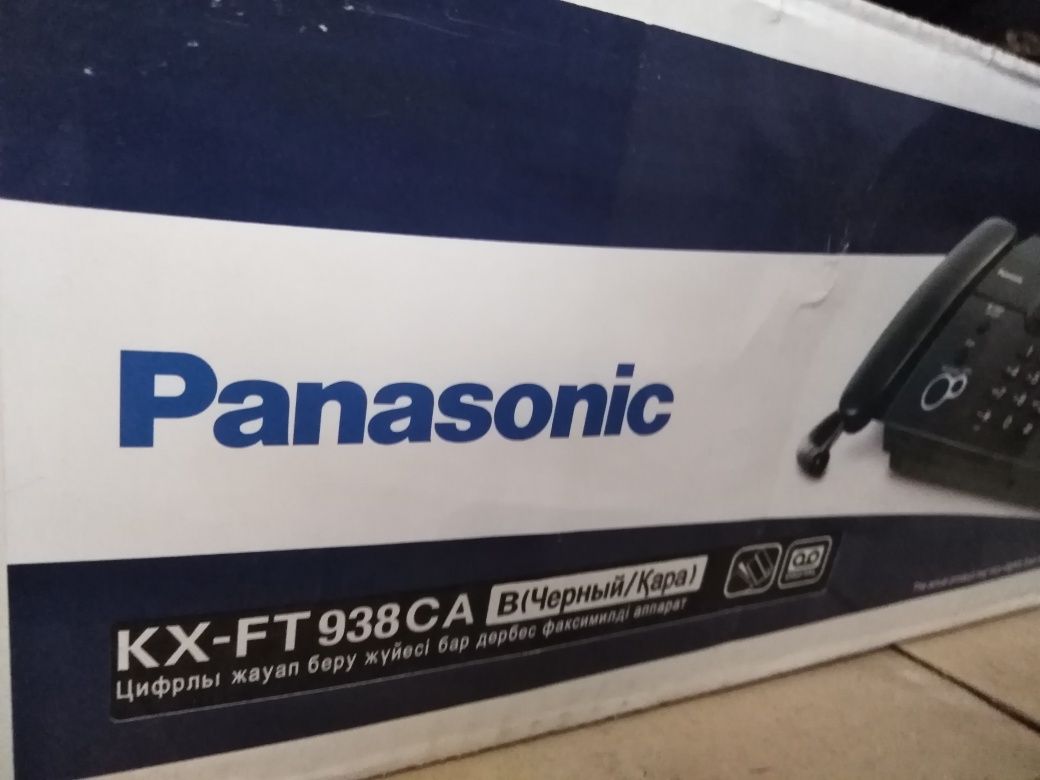 Panasonic
KX-FT938CA B(Черный/Қара)
Цифрлы жауап беру жүйесі бар дербес факсимилді аппарат